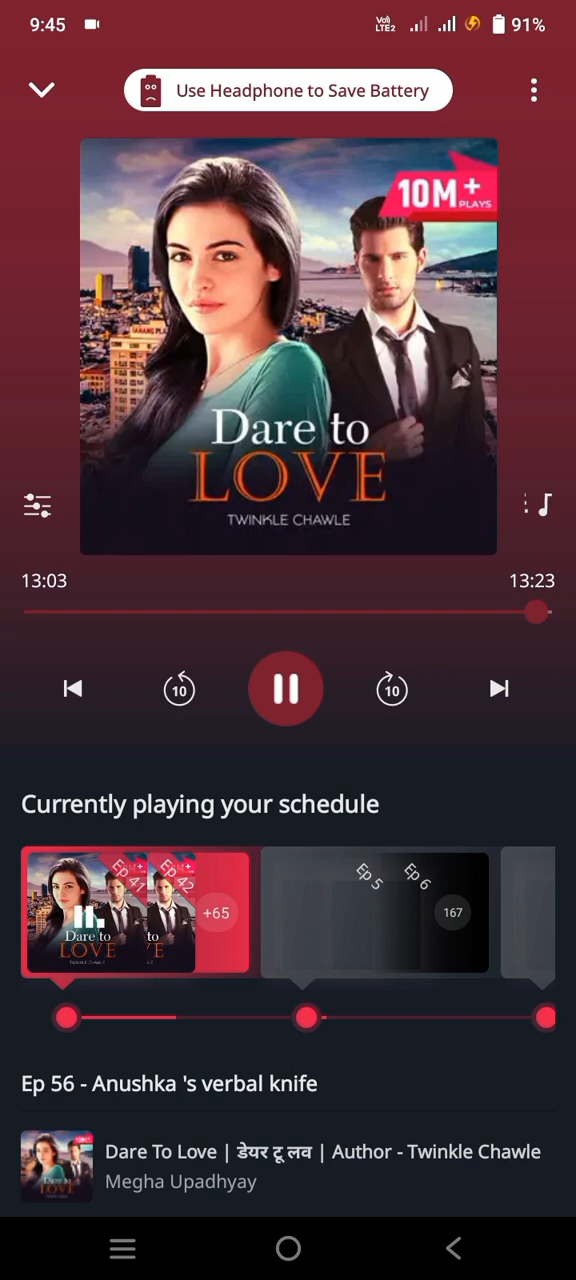 9:45
Vo)
LTE2
91%
Use Headphone to Save Battery
10M+
PLAYS
Dare to
LOVE
TWINKLE CHAWLE
13:03
13:23
10
10
Currently playing your schedule
Ep 41
Ep 42
+65
Dare to
LOVE
Ep 5
Ep 6
167
Ep 56 - Anushka 's verbal knife
Dare To Love | डेयर टू लव | Author - Twinkle Chawle
Megha Upadhyay